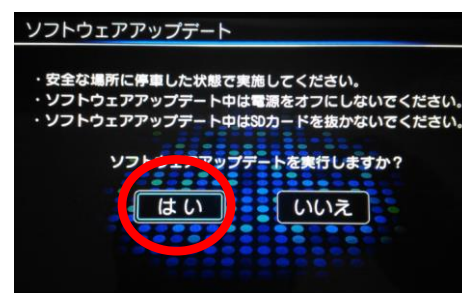 ソフトウェアアップデート
・安全な場所に停車した状態で実施してください。
・ソフトウェアアップデート中は電源をオフにしないでください。
・ソフトウェアアップデート中はSDカードを抜かないでください。
ソフトウェアアップデートを実行しますか?
はい
いいえ